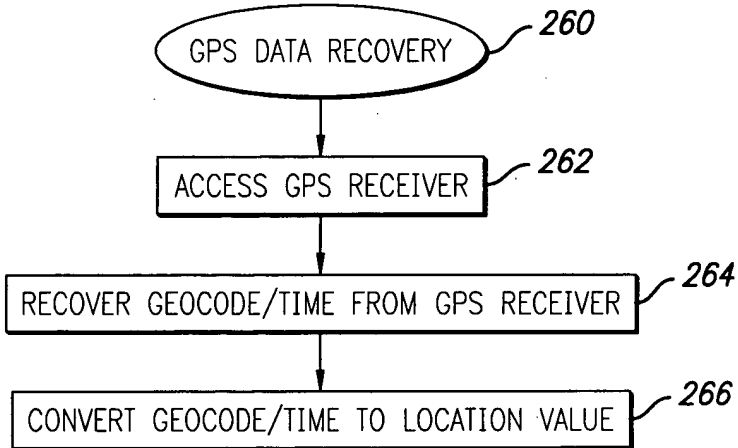 GPS DATA RECOVERY
260
ACCESS GPS RECEIVER
262
RECOVER GEOCODE/TIME FROM GPS RECEIVER
264
CONVERT GEOCODE/TIME TO LOCATION VALUE
266